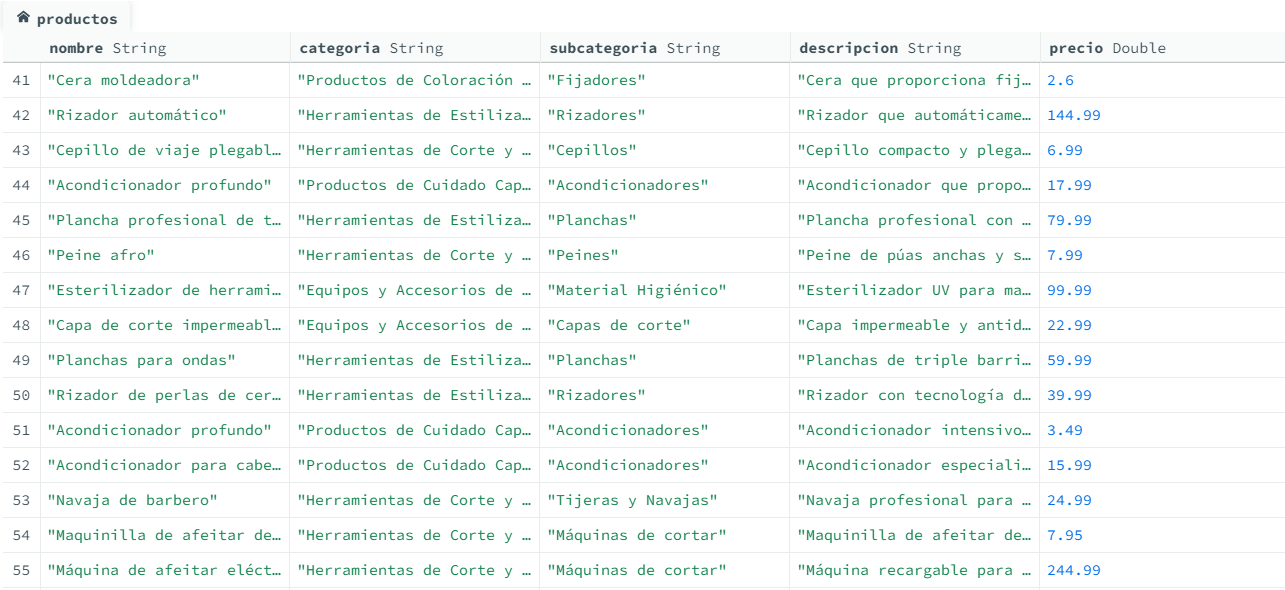 productos
nombre String categoria String subcategoria String descripcion String precio Double
41 "Cera moldeadora" "Productos de Coloración … "Fijadores" "Cera que proporciona fij… 2.6
42 "Rizador automático" "Herramientas de Estiliza… "Rizadores" "Rizador que automáticame… 144.99
43 "Cepillo de viaje plegabl… "Herramientas de Corte y … "Cepillos" "Cepillo compacto y plega… 6.99
44 "Acondicionador profundo" "Productos de Cuidado Cap… "Acondicionadores" "Acondicionador que propo… 17.99
45 "Plancha profesional de t… "Herramientas de Estiliza… "Planchas" "Plancha profesional con … 79.99
46 "Peine afro" "Herramientas de Corte y … "Peines" "Peine de púas anchas y s… 7.99
47 "Esterilizador de herrami… "Equipos y Accesorios de … "Material Higiénico" "Esterilizador UV para ma… 99.99
48 "Capa de corte impermeabl… "Equipos y Accesorios de … "Capas de corte" "Capa impermeable y antid… 22.99
49 "Planchas para ondas" "Herramientas de Estiliza… "Planchas" "Planchas de triple barri… 59.99
50 "Rizador de perlas de cer… "Herramientas de Estiliza… "Rizadores" "Rizador con tecnología d… 39.99
51 "Acondicionador profundo" "Productos de Cuidado Cap… "Acondicionadores" "Acondicionador intensivo… 3.49
52 "Acondicionador para cabe… "Productos de Cuidado Cap… "Acondicionadores" "Acondicionador especiali… 15.99
53 "Navaja de barbero" "Herramientas de Corte y … "Tijeras y Navajas" "Navaja profesional para … 24.99
54 "Maquinilla de afeitar de… "Herramientas de Corte y … "Máquinas de cortar" "Maquinilla de afeitar de… 7.95
55 "Máquina de afeitar eléct… "Herramientas de Corte y … "Máquinas de cortar" "Máquina recargable para … 244.99